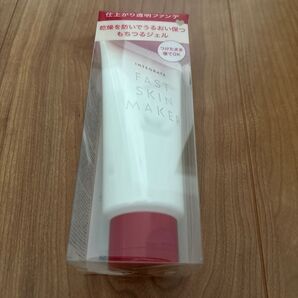 仕上がり透明ファンデ
乾燥を防いでうるおい保つ
もちつるジェル
つけたまま
寝てOK
INTEGRATE
FAST
SKIN
MAKER